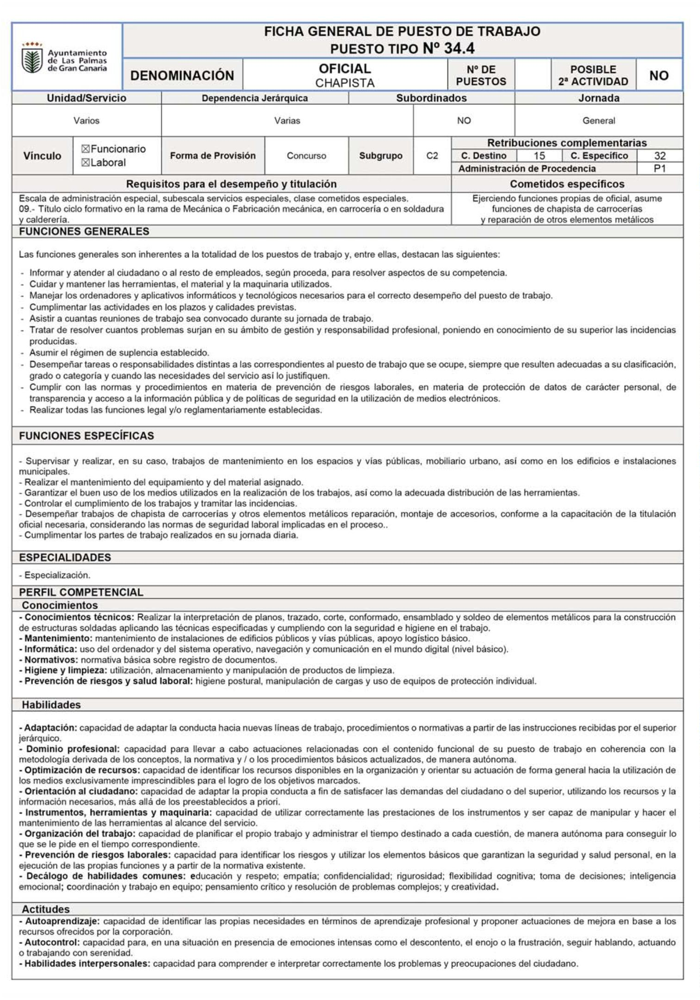 FICHA GENERAL DE PUESTO DE TRABAJO
PUESTO TIPO Nº 34.4
Ayuntamiento
de Las Palmas
de Gran Canaria
DENOMINACIÓN
OFICIAL
CHAPISTA
Nº DE
PUESTOS
POSIBLE
2ª ACTIVIDAD
NO
Unidad/Servicio Dependencia Jerárquica Subordinados Jornada
Varios Varias NO General
Vínculo
☒Funcionario
☒Laboral
Forma de Provisión Concurso Subgrupo C2
Retribuciones complementarias
C. Destino 15 C. Específico 32
Administración de Procedencia P1
Requisitos para el desempeño y titulación
Escala de administración especial, subescala servicios especiales, clase cometidos especiales.
09.- Título ciclo formativo en la rama de Mecánica o Fabricación mecánica, en carrocería o en soldadura
y calderería.
Cometidos específicos
Ejerciendo funciones propias de oficial, asume
funciones de chapista de carrocerías
y reparación de otros elementos metálicos
FUNCIONES GENERALES
Las funciones generales son inherentes a la totalidad de los puestos de trabajo y, entre ellas, destacan las siguientes:
- Informar y atender al ciudadano o al resto de empleados, según proceda, para resolver aspectos de su competencia.
- Cuidar y mantener las herramientas, el material y la maquinaria utilizados.
- Manejar los ordenadores y aplicativos informáticos y tecnológicos necesarios para el correcto desempeño del puesto de trabajo.
- Cumplimentar las actividades en los plazos y calidades previstas.
- Asistir a cuantas reuniones de trabajo sea convocado durante su jornada de trabajo.
- Tratar de resolver cuantos problemas surjan en su ámbito de gestión y responsabilidad profesional, poniendo en conocimiento de su superior las incidencias
producidas.
- Asumir el régimen de suplencia establecido.
- Desempeñar tareas o responsabilidades distintas a las correspondientes al puesto de trabajo que se ocupe, siempre que resulten adecuadas a su clasificación,
grado o categoría y cuando las necesidades del servicio así lo justifiquen.
- Cumplir con las normas y procedimientos en materia de prevención de riesgos laborales, en materia de protección de datos de carácter personal, de
transparencia y acceso a la información pública y de políticas de seguridad en la utilización de medios electrónicos.
- Realizar todas las funciones legal y/o reglamentariamente establecidas.
FUNCIONES ESPECÍFICAS
- Supervisar y realizar, en su caso, trabajos de mantenimiento en los espacios y vías públicas, mobiliario urbano, así como en los edificios e instalaciones
municipales.
- Realizar el mantenimiento del equipamiento y del material asignado.
- Garantizar el buen uso de los medios utilizados en la realización de los trabajos, así como la adecuada distribución de las herramientas.
- Controlar el cumplimiento de los trabajos y tramitar las incidencias.
- Desempeñar trabajos de chapista de carrocerías y otros elementos metálicos reparación, montaje de accesorios, conforme a la capacitación de la titulación
oficial necesaria, considerando las normas de seguridad laboral implicadas en el proceso..
- Cumplimentar los partes de trabajo realizados en su jornada diaria.
ESPECIALIDADES
- Especialización.
PERFIL COMPETENCIAL
Conocimientos
- Conocimientos técnicos: Realizar la interpretación de planos, trazado, corte, conformado, ensamblado y soldeo de elementos metálicos para la construcción
de estructuras soldadas aplicando las técnicas especificadas y cumpliendo con la seguridad e higiene en el trabajo.
- Mantenimiento: mantenimiento de instalaciones de edificios públicos y vías públicas, apoyo logístico básico.
- Informática: uso del ordenador y del sistema operativo, navegación y comunicación en el mundo digital (nivel básico).
- Normativos: normativa básica sobre registro de documentos.
- Higiene y limpieza: utilización, almacenamiento y manipulación de productos de limpieza.
- Prevención de riesgos y salud laboral: higiene postural, manipulación de cargas y uso de equipos de protección individual.
Habilidades
- Adaptación: capacidad de adaptar la conducta hacia nuevas líneas de trabajo, procedimientos o normativas a partir de las instrucciones recibidas por el superior
jerárquico.
- Dominio profesional: capacidad para llevar a cabo actuaciones relacionadas con el contenido funcional de su puesto de trabajo en coherencia con la
metodología derivada de los conceptos, la normativa y / o los procedimientos básicos actualizados, de manera autónoma.
- Optimización de recursos: capacidad de identificar los recursos disponibles en la organización y orientar su actuación de forma general hacia la utilización de
los medios exclusivamente imprescindibles para el logro de los objetivos marcados.
- Orientación al ciudadano: capacidad de adaptar la propia conducta a fin de satisfacer las demandas del ciudadano o del superior, utilizando los recursos y la
información necesarios, más allá de los preestablecidos a priori.
- Instrumentos, herramientas y maquinaria: capacidad de utilizar correctamente las prestaciones de los instrumentos y ser capaz de manipular y hacer el
mantenimiento de las herramientas al alcance del servicio.
- Organización del trabajo: capacidad de planificar el propio trabajo y administrar el tiempo destinado a cada cuestión, de manera autónoma para conseguir lo
que se le pide en el tiempo correspondiente.
- Prevención de riesgos laborales: capacidad para identificar los riesgos y utilizar los elementos básicos que garantizan la seguridad y salud personal, en la
ejecución de las propias funciones y a partir de la normativa existente.
- Decálogo de habilidades comunes: educación y respeto; empatía; confidencialidad; rigurosidad; flexibilidad cognitiva; toma de decisiones; inteligencia
emocional; coordinación y trabajo en equipo; pensamiento crítico y resolución de problemas complejos; y creatividad.
Actitudes
- Autoaprendizaje: capacidad de identificar las propias necesidades en términos de aprendizaje profesional y proponer actuaciones de mejora en base a los
recursos ofrecidos por la corporación.
- Autocontrol: capacidad para, en una situación en presencia de emociones intensas como el descontento, el enojo o la frustración, seguir hablando, actuando
o trabajando con serenidad.
- Habilidades interpersonales: capacidad para comprender e interpretar correctamente los problemas y preocupaciones del ciudadano.